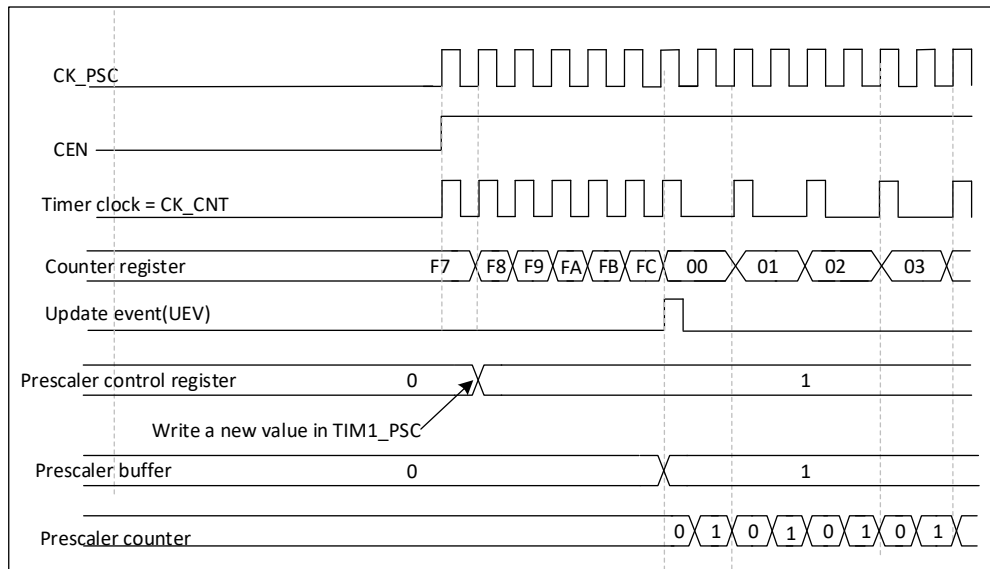 CK_PSC
CEN
Timer clock = CK_CNT
Counter register F7 F8 F9 FA FB FC 00 01 02 03
Update event(UEV)
Prescaler control register 0 1
Write a new value in TIM1_PSC
Prescaler buffer 0 1
Prescaler counter 0 1 0 1 0 1 0 1